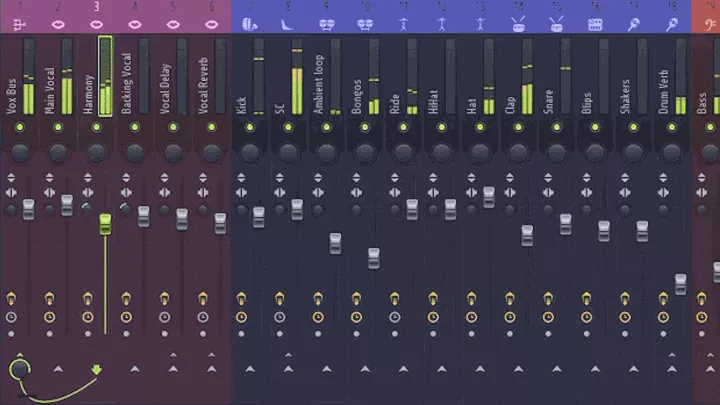 1 2 3 4 5 6 7 8 9 10 11 12 13 14 15 16 17 18 19
Vox Bus
Main Vocal
Harmony
Backing Vocal
Vocal Delay
Vocal Reverb
Kick
SC
Ambient loop
Bongos
Ride
HiHat
Hat
Clap
Snare
Blips
Shakers
Drum Verb
Bass